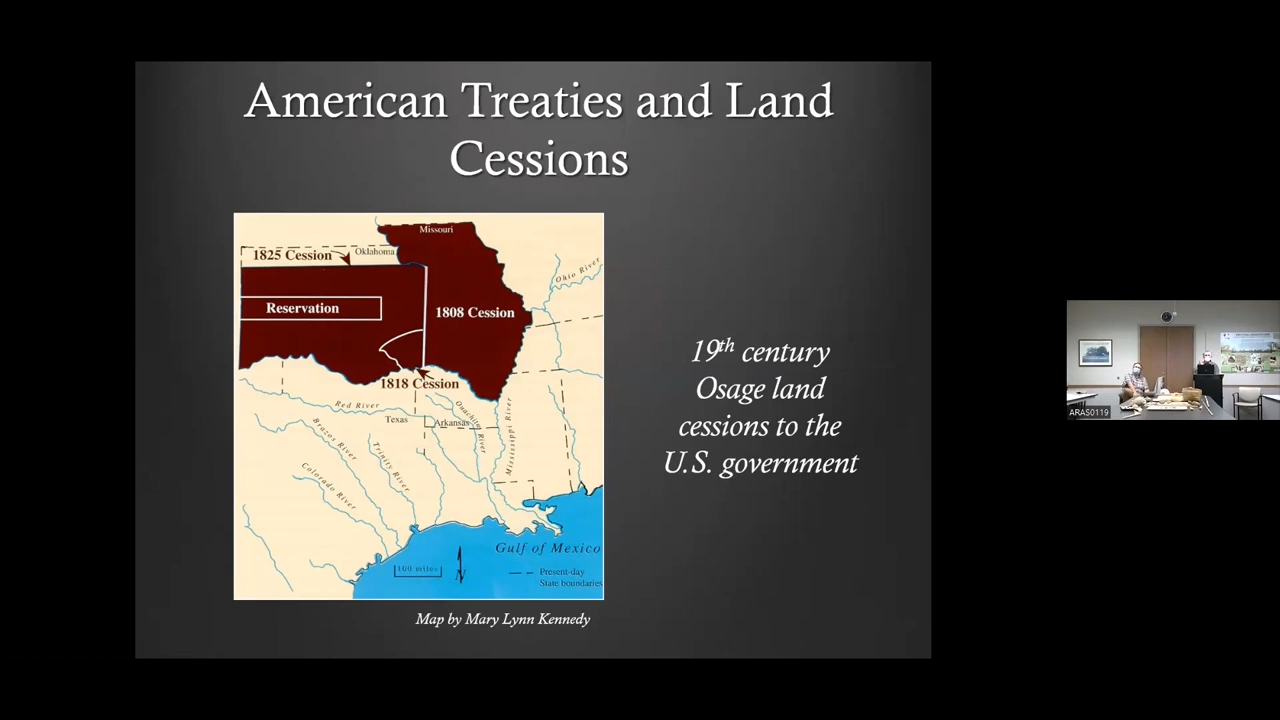 American Treaties and Land
Cessions
Missouri
1825 Cession
Oklahoma
Ohio River
Reservation
1808 Cession
1818 Cession
Red River
Texas
Arkansas
Ouachita
River
Mississippi River
Brazos River
Trinity River
Colorado River
Gulf of Mexico
100 miles
N
Present-day
State boundaries
19th century
Osage land
cessions to the
U.S. government
Map by Mary Lynn Kennedy
ARAS0119